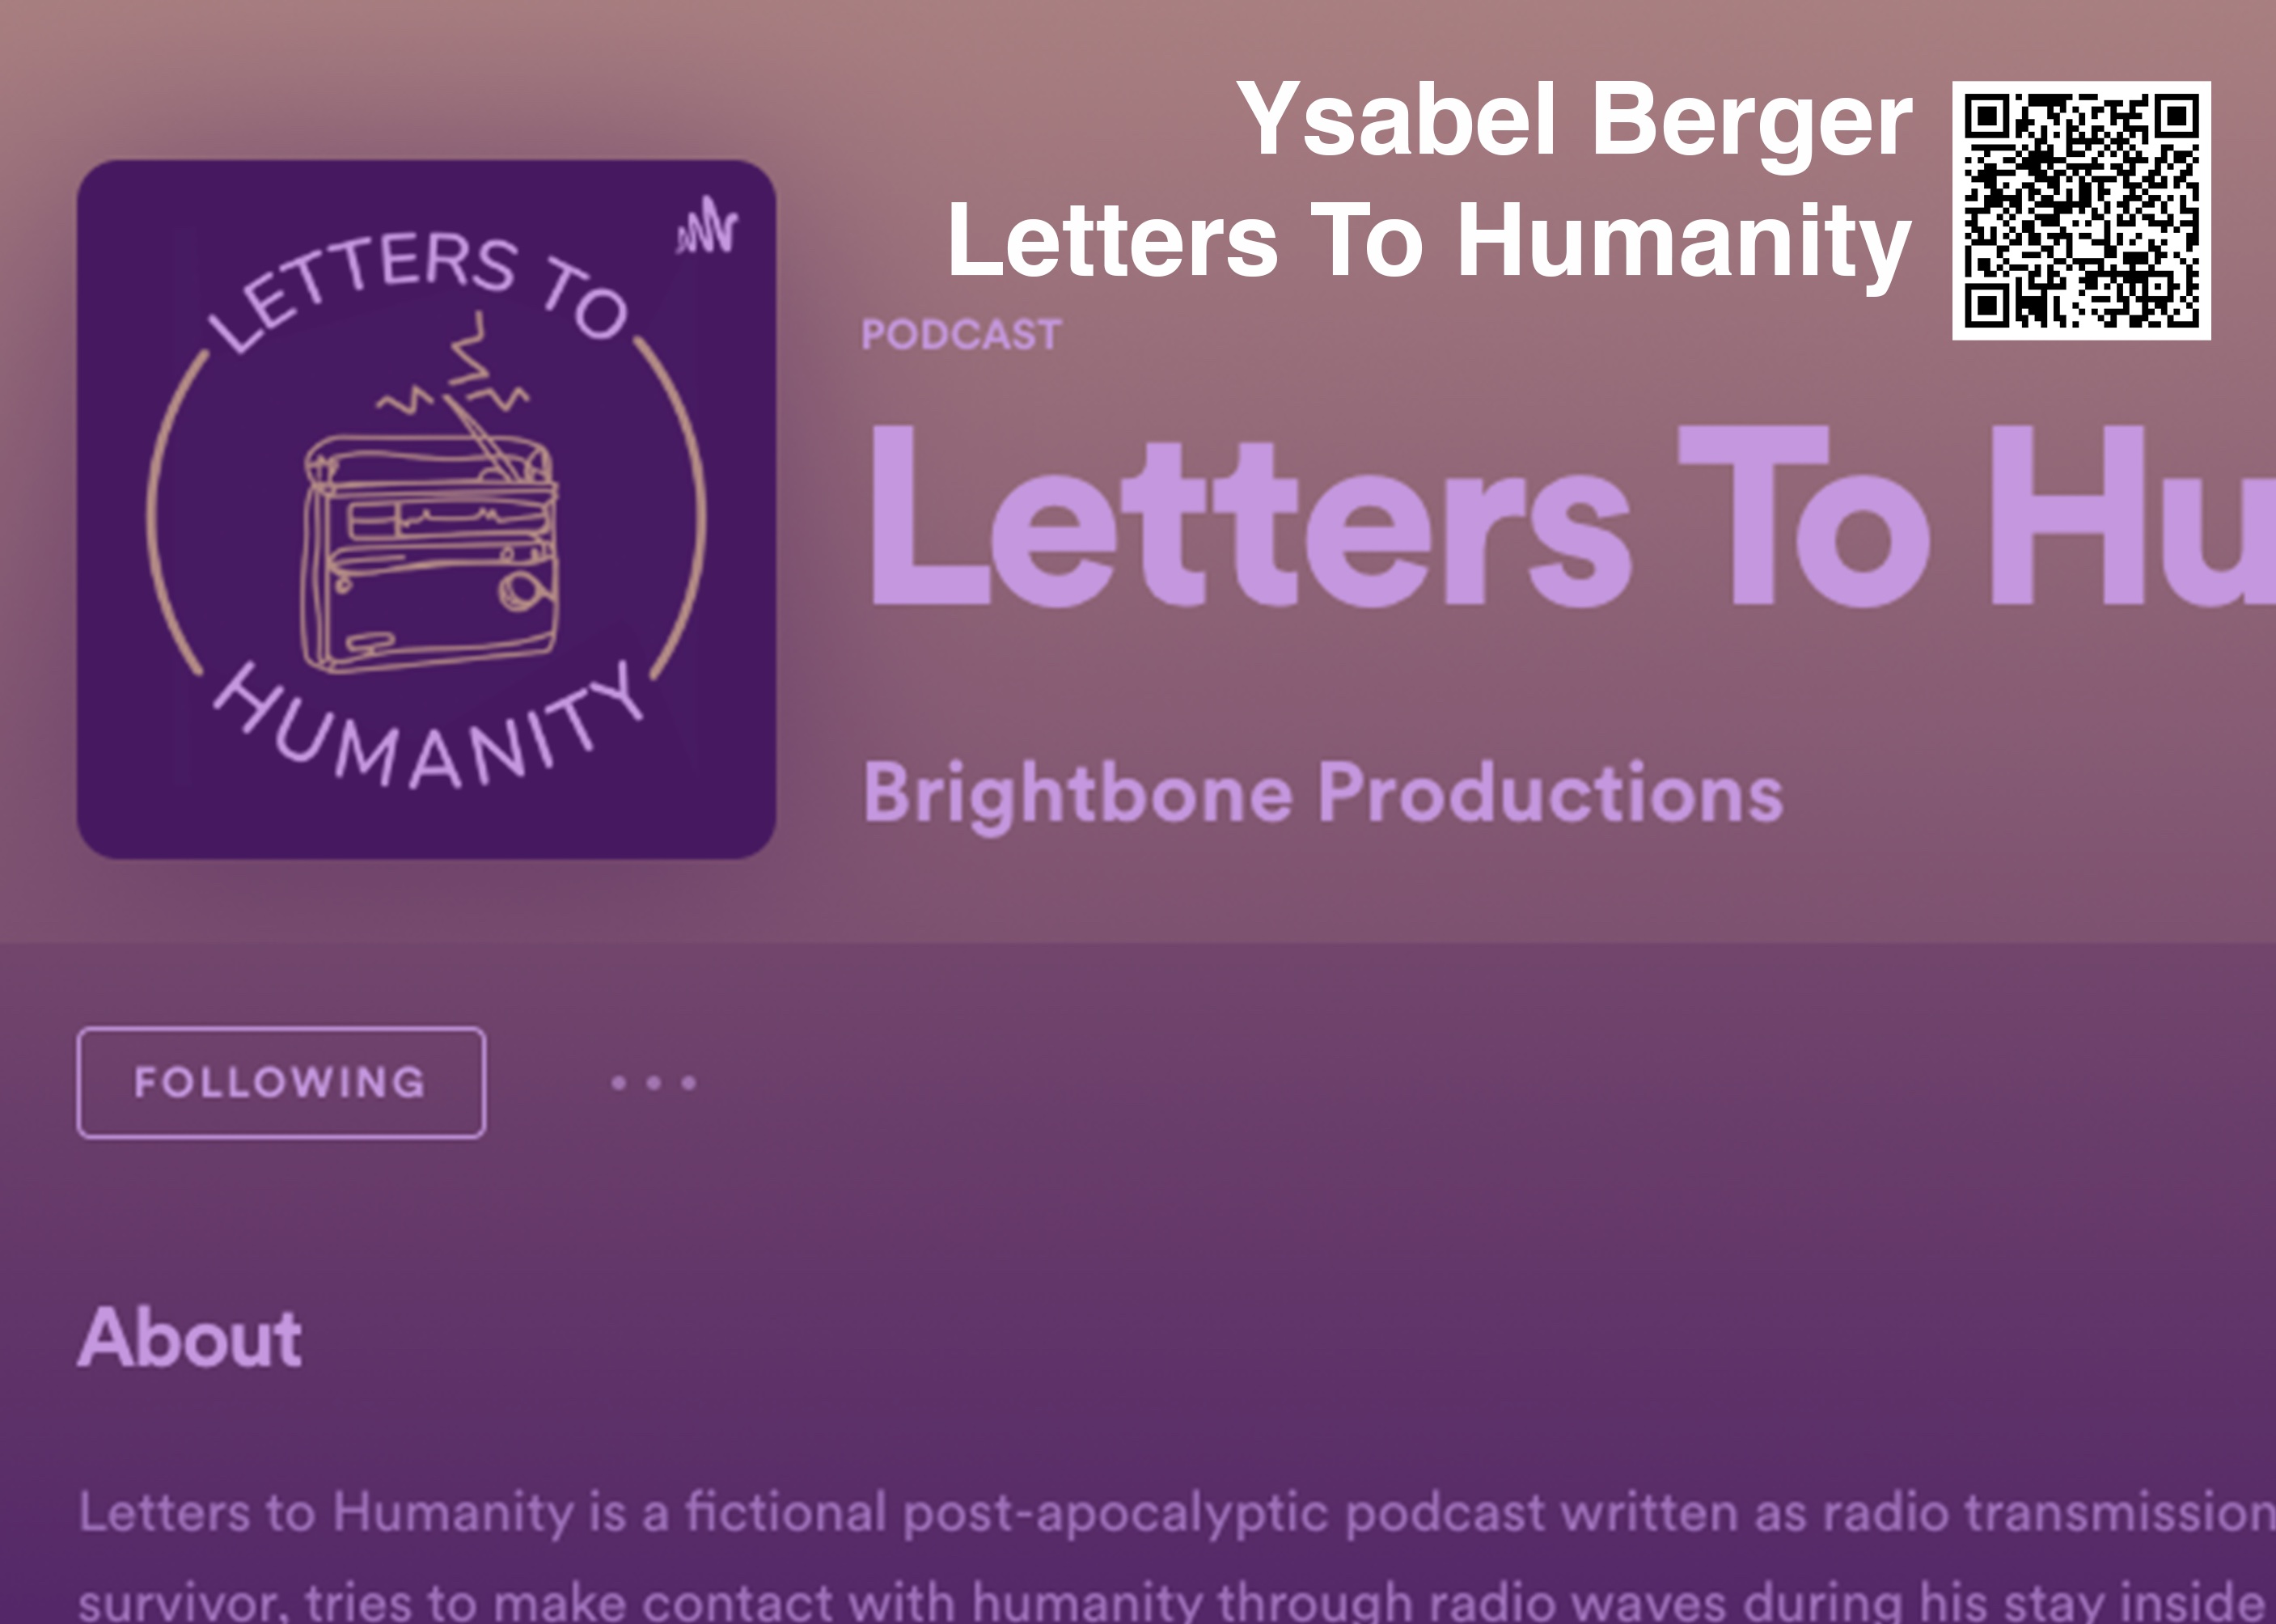 Ysabel Berger
Letters To Humanity
LETTERS TO
HUMANITY
PODCAST
Letters To Hu
Brightbone Productions
FOLLOWING
About
Letters to Humanity is a fictional post-apocalyptic podcast written as radio transmission
survivor, tries to make contact with humanity through radio waves during his stay inside